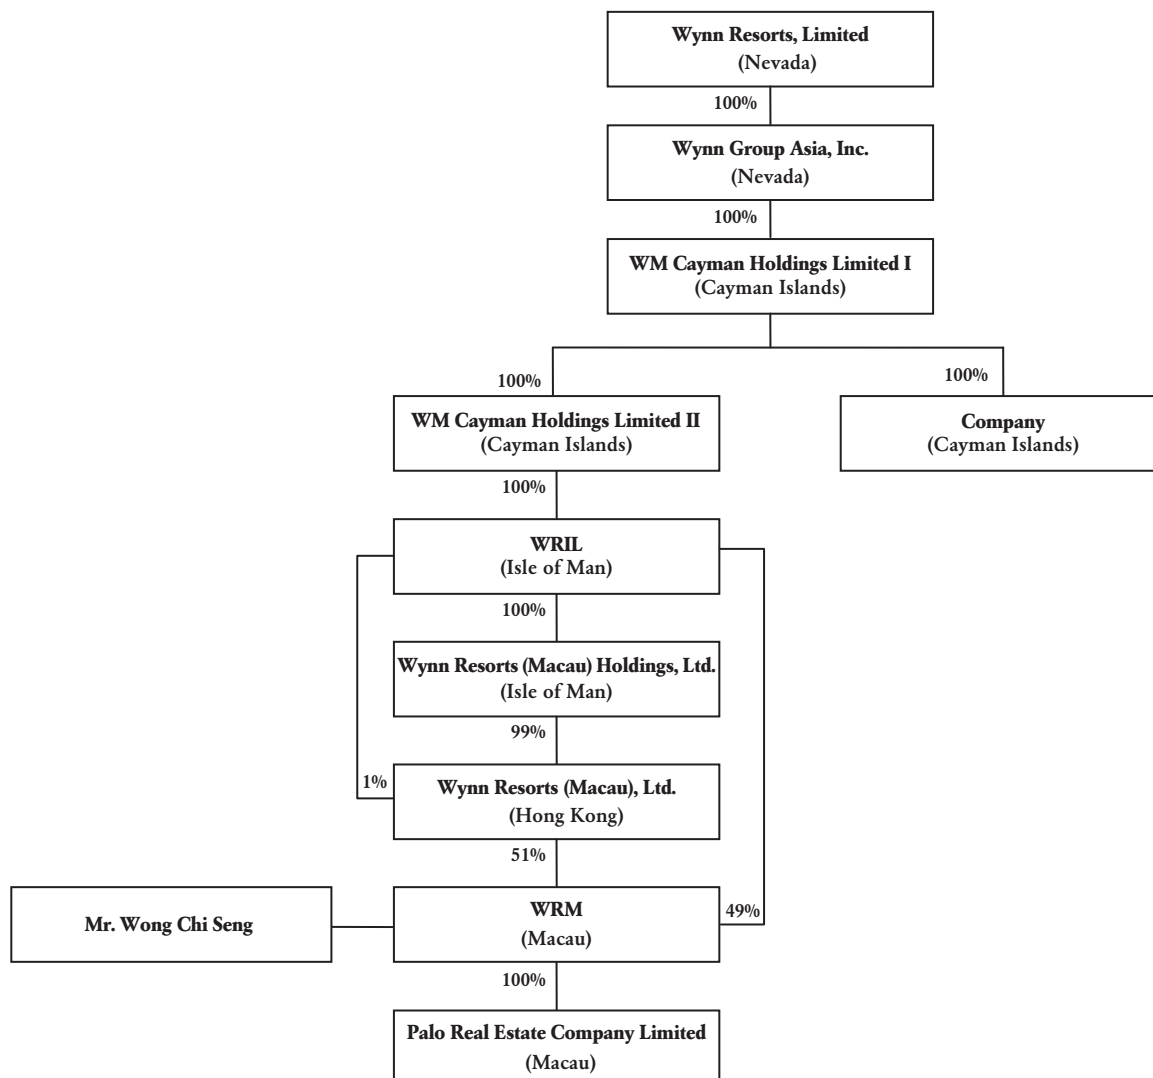 Wynn Resorts, Limited
(Nevada)
100%
Wynn Group Asia, Inc.
(Nevada)
100%
WM Cayman Holdings Limited I
(Cayman Islands)
100%
100%
WM Cayman Holdings Limited II
(Cayman Islands)
Company
(Cayman Islands)
100%
WRIL
(Isle of Man)
100%
Wynn Resorts (Macau) Holdings, Ltd.
(Isle of Man)
99%
1%
Wynn Resorts (Macau), Ltd.
(Hong Kong)
51%
Mr. Wong Chi Seng
WRM
(Macau)
49%
100%
Palo Real Estate Company Limited
(Macau)